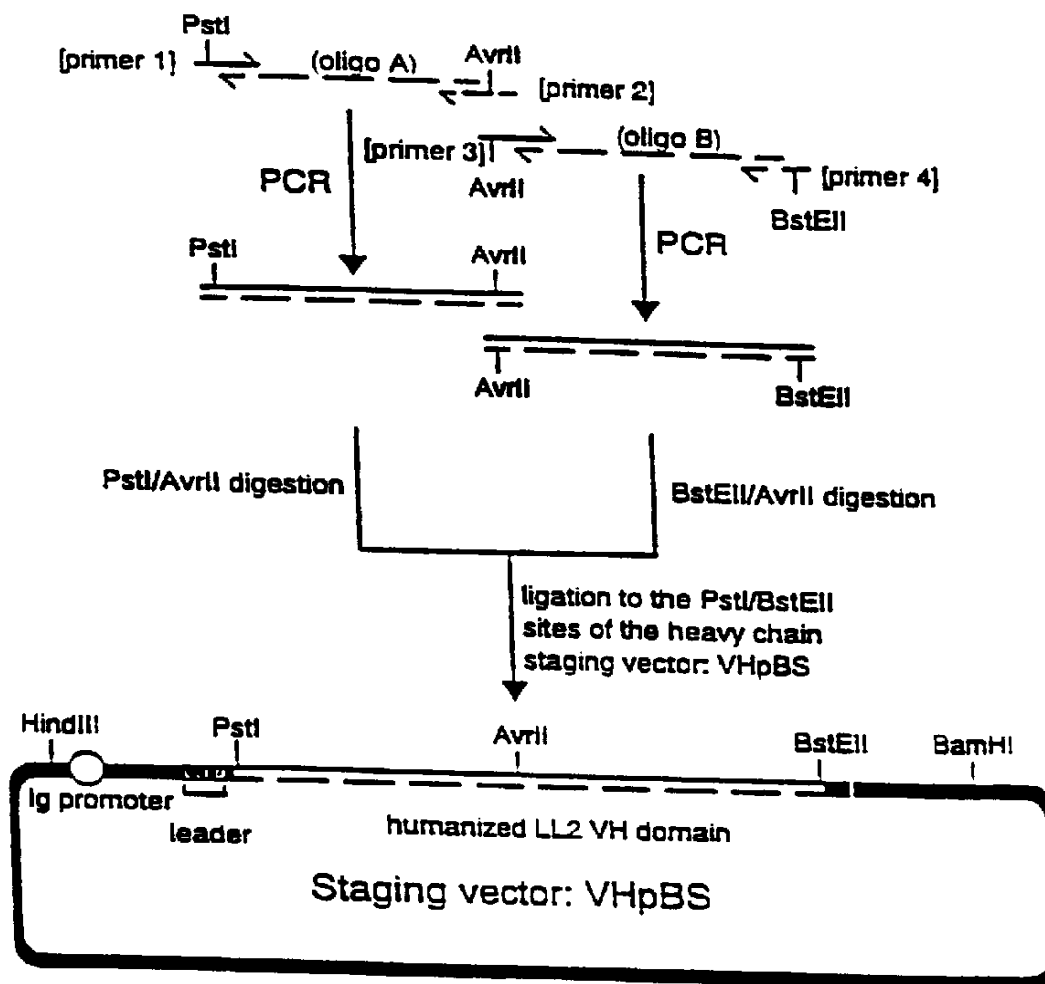 PstI
[primer 1]
(oligo A)
AvrII
[primer 2]
[primer 3]
(oligo B)
[primer 4]
AvrII
BstEII
PCR
PCR
PstI
AvrII
AvrII
BstEII
PstI/AvrII digestion
BstEII/AvrII digestion
ligation to the PstI/BstEII
sites of the heavy chain
staging vector: VHpBS
HindIII
PstI
AvrII
BstEII
BamHI
Ig promoter
leader
humanized LL2 VH domain
Staging vector: VHpBS